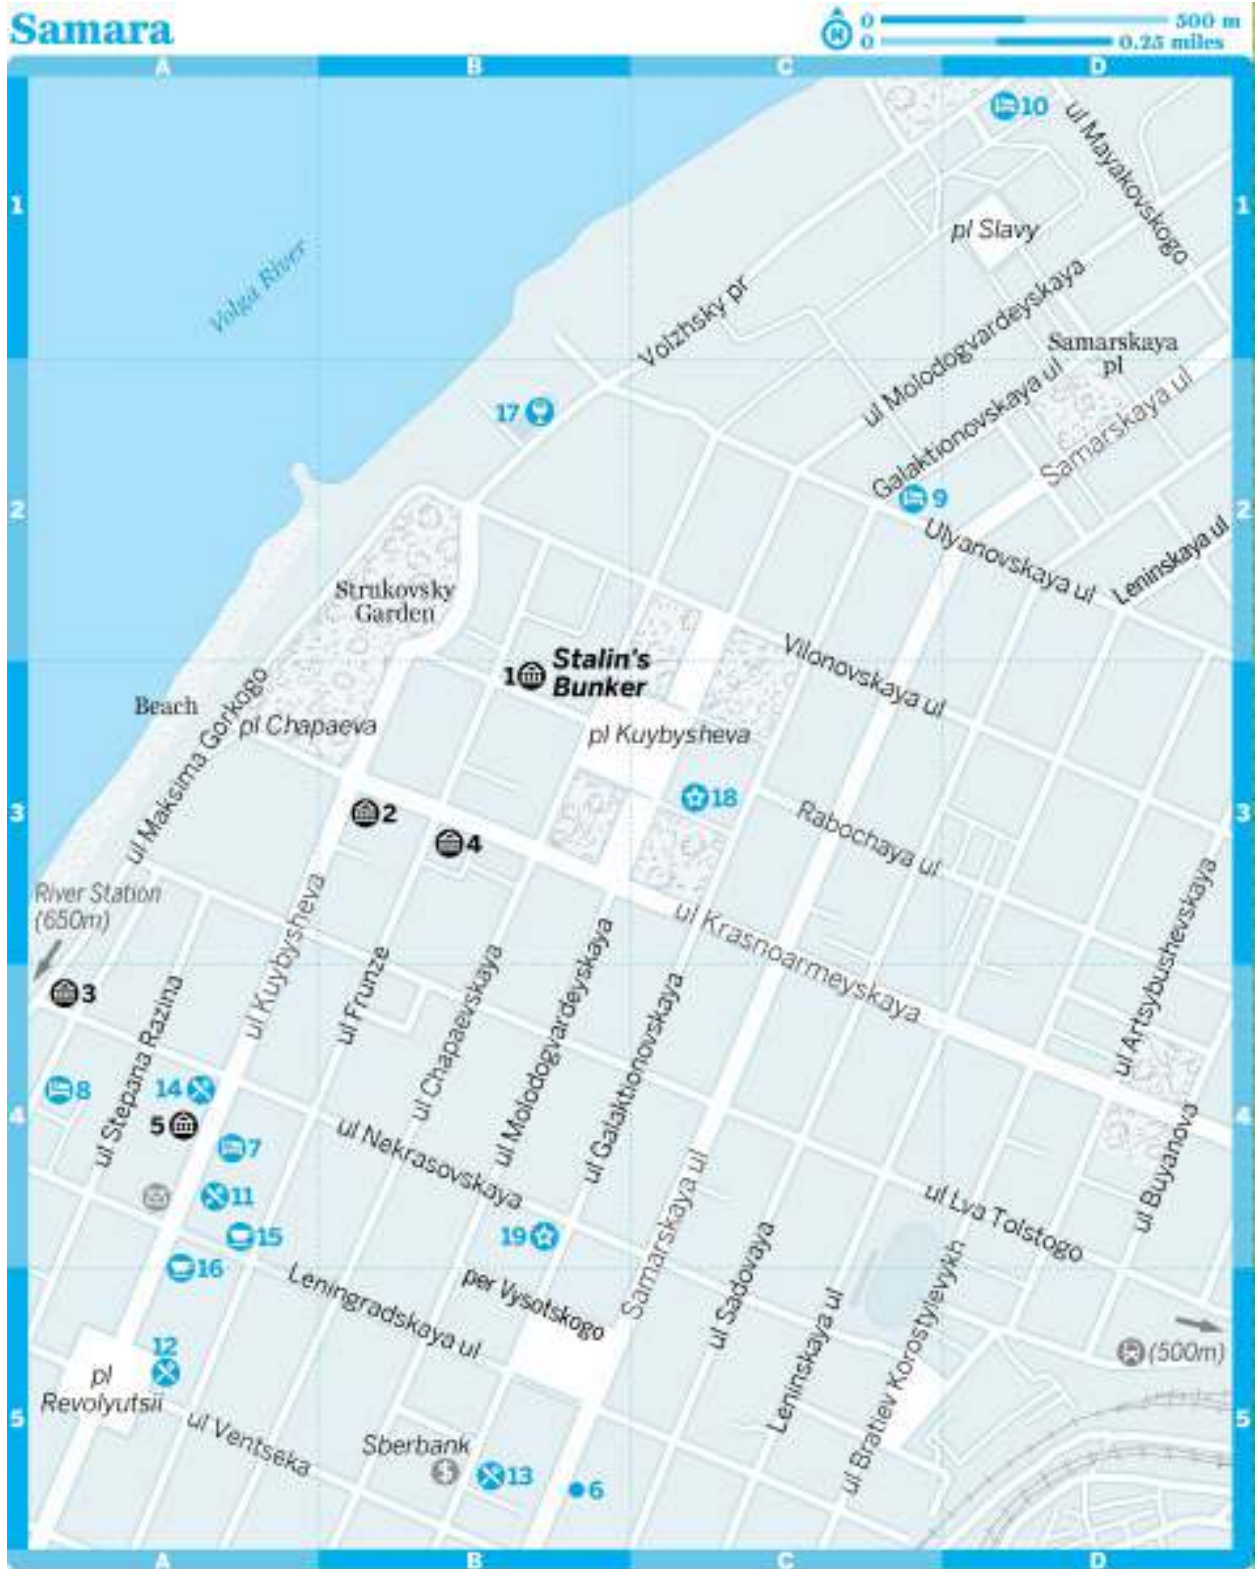 Samara
N
0 500 m
0 0.25 miles
A B C D
1
1
Volga River
10
ul Mayakovskogo
pl Slavy
Volzhsky pr
ul Molodogvardeyskaya
Samarskaya
pl
Galaktionovskaya ul
Samarskaya ul
17
2
2
9
Ulyanovskaya ul
Leninskaya ul
Strukovsky
Garden
1
Stalin's
Bunker
Vilonovskaya ul
Beach
ul Maksima Gorkogo
pl Chapaeva
pl Kuybysheva
3
3
2
4
18
Rabochaya ul
River Station
(650m)
ul Krasnoarmeyskaya
ul Artsybushevskaya
3
ul Stepana Razina
ul Kuybysheva
ul Frunze
ul Chapaevskaya
ul Molodogvardeyskaya
ul Galaktionovskaya
8
14
4
4
5
7
ul Nekrasovskaya
ul Buyanova
11
ul Lva Tolstogo
15
19
16
Leningradskaya ul
per Vysotskogo
Samarskaya ul
ul Sadovaya
Leninskaya ul
ul Bratiev Korostylevykh
12
(500m)
pl
Revolyutsii
5
5
ul Ventseka
Sberbank
$
13
6
A B C D